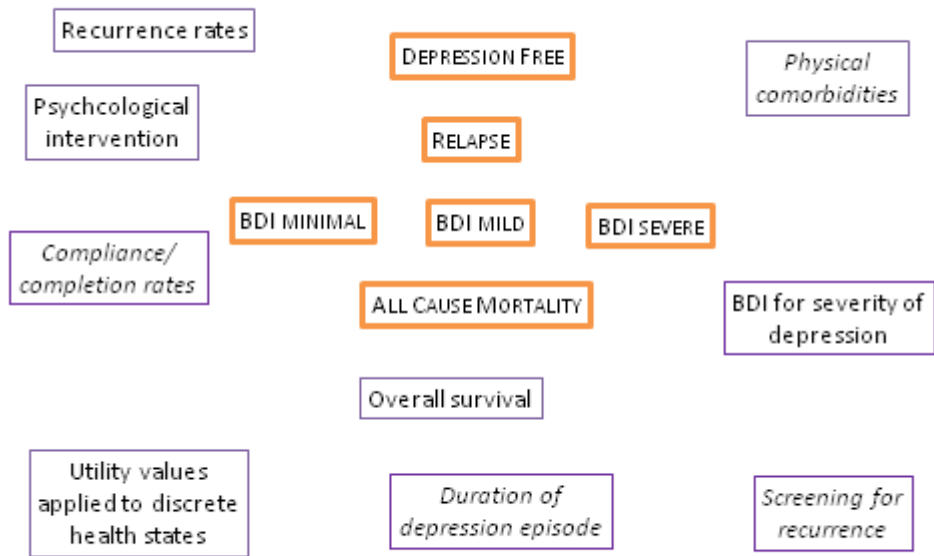 Recurrence rates
DEPRESSION FREE
Physical
comorbidities
Psychcological
intervention
RELAPSE
BDI MINIMAL
BDI MILD
BDI SEVERE
Compliance/
completion rates
ALL CAUSE MORTALITY
BDI for severity of
depression
Overall survival
Utility values
applied to discrete
health states
Duration of
depression episode
Screening for
recurrence